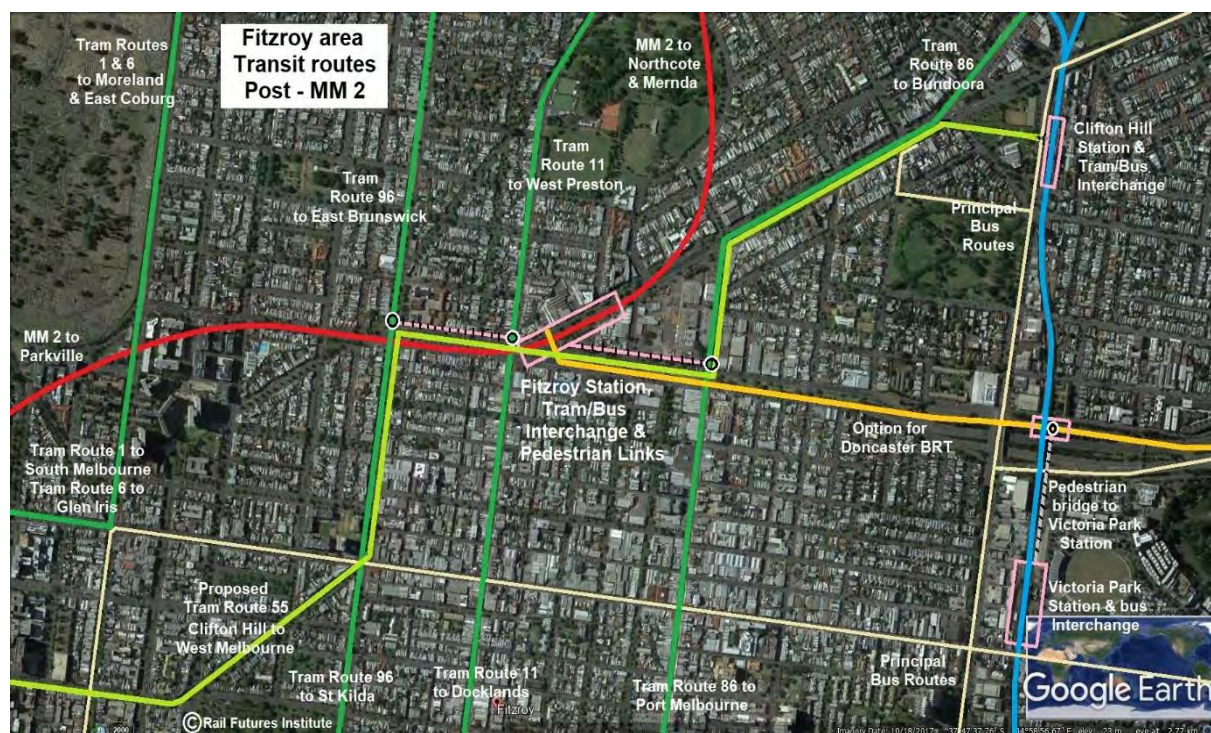 Tram Routes
1 & 6
to Moreland
& East Coburg
Fitzroy area
Transit routes
Post - MM 2
MM 2 to
Northcote
& Mernda
Tram
Route 86
to Bundoora
Clifton Hill
Station &
Tram/Bus
Interchange
Tram
Route 96
to East Brunswick
Tram
Route 11
to West Preston
Principal
Bus
Routes
MM 2 to
Parkville
Fitzroy Station,
Tram/Bus
Interchange &
Pedestrian Links
Option for
Doncaster BRT
Tram Route 1 to
South Melbourne
Tram Route 6 to
Glen Iris
Pedestrian
bridge to
Victoria Park
Station
Proposed
Tram Route 55
Clifton Hill to
West Melbourne
Victoria Park
Station & bus
Interchange
Tram Route 96
to St Kilda
Tram Route 11
to Docklands
Fitzroy
Tram Route 86 to
Port Melbourne
Principal
Bus Routes
Google Earth
©Rail Futures Institute
2000
Imagery Date: 10/18/2017